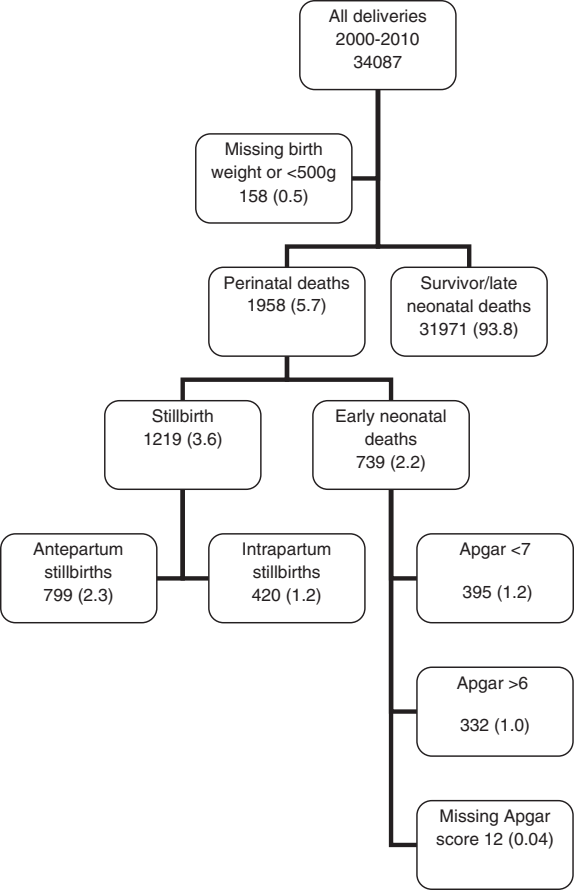 All deliveries
2000-2010
34087
Missing birth
weight or <500g
158 (0.5)
Perinatal deaths
1958 (5.7)
Survivor/late
neonatal deaths
31971 (93.8)
Stillbirth
1219 (3.6)
Early neonatal
deaths
739 (2.2)
Antepartum
stillbirths
799 (2.3)
Intrapartum
stillbirths
420 (1.2)
Apgar <7
395 (1.2)
Apgar >6
332 (1.0)
Missing Apgar
score 12 (0.04)